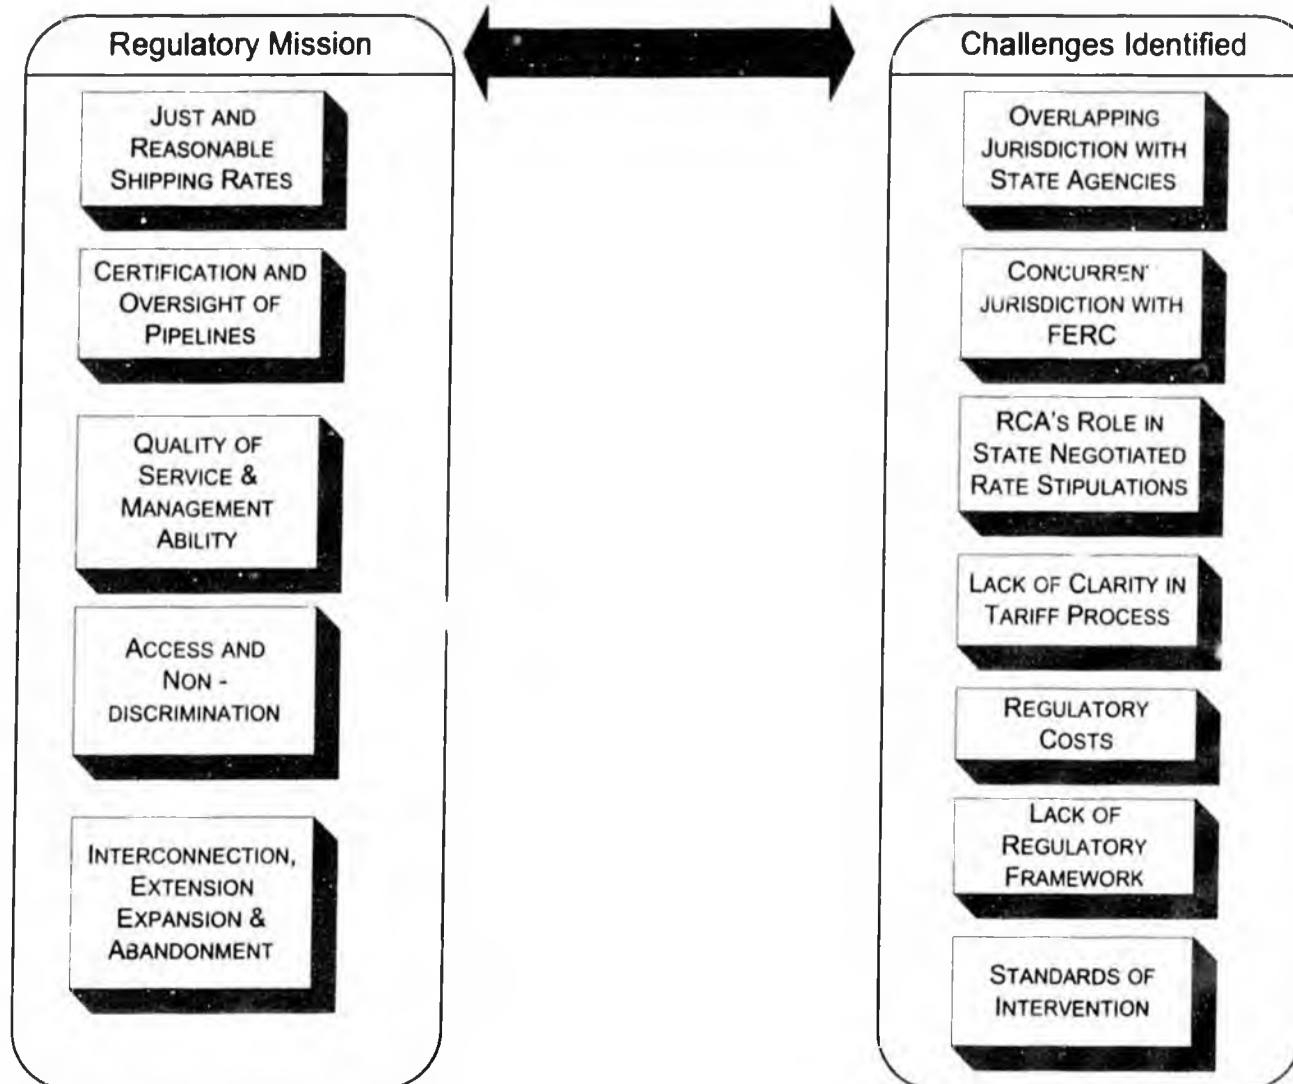 Regulatory Mission
JUST AND
REASONABLE
SHIPPING RATES
CERTIFICATION AND
OVERSIGHT OF
PIPELINES
QUALITY OF
SERVICE &
MANAGEMENT
ABILITY
ACCESS AND
NON -
DISCRIMINATION
INTERCONNECTION,
EXTENSION
EXPANSION &
ABANDONMENT
Challenges Identified
OVERLAPPING
JURISDICTION WITH
STATE AGENCIES
CONCURRENT
JURISDICTION WITH
FERC
RCA'S ROLE IN
STATE NEGOTIATED
RATE STIPULATIONS
LACK OF CLARITY IN
TARIFF PROCESS
REGULATORY
COSTS
LACK OF
REGULATORY
FRAMEWORK
STANDARDS OF
INTERVENTION